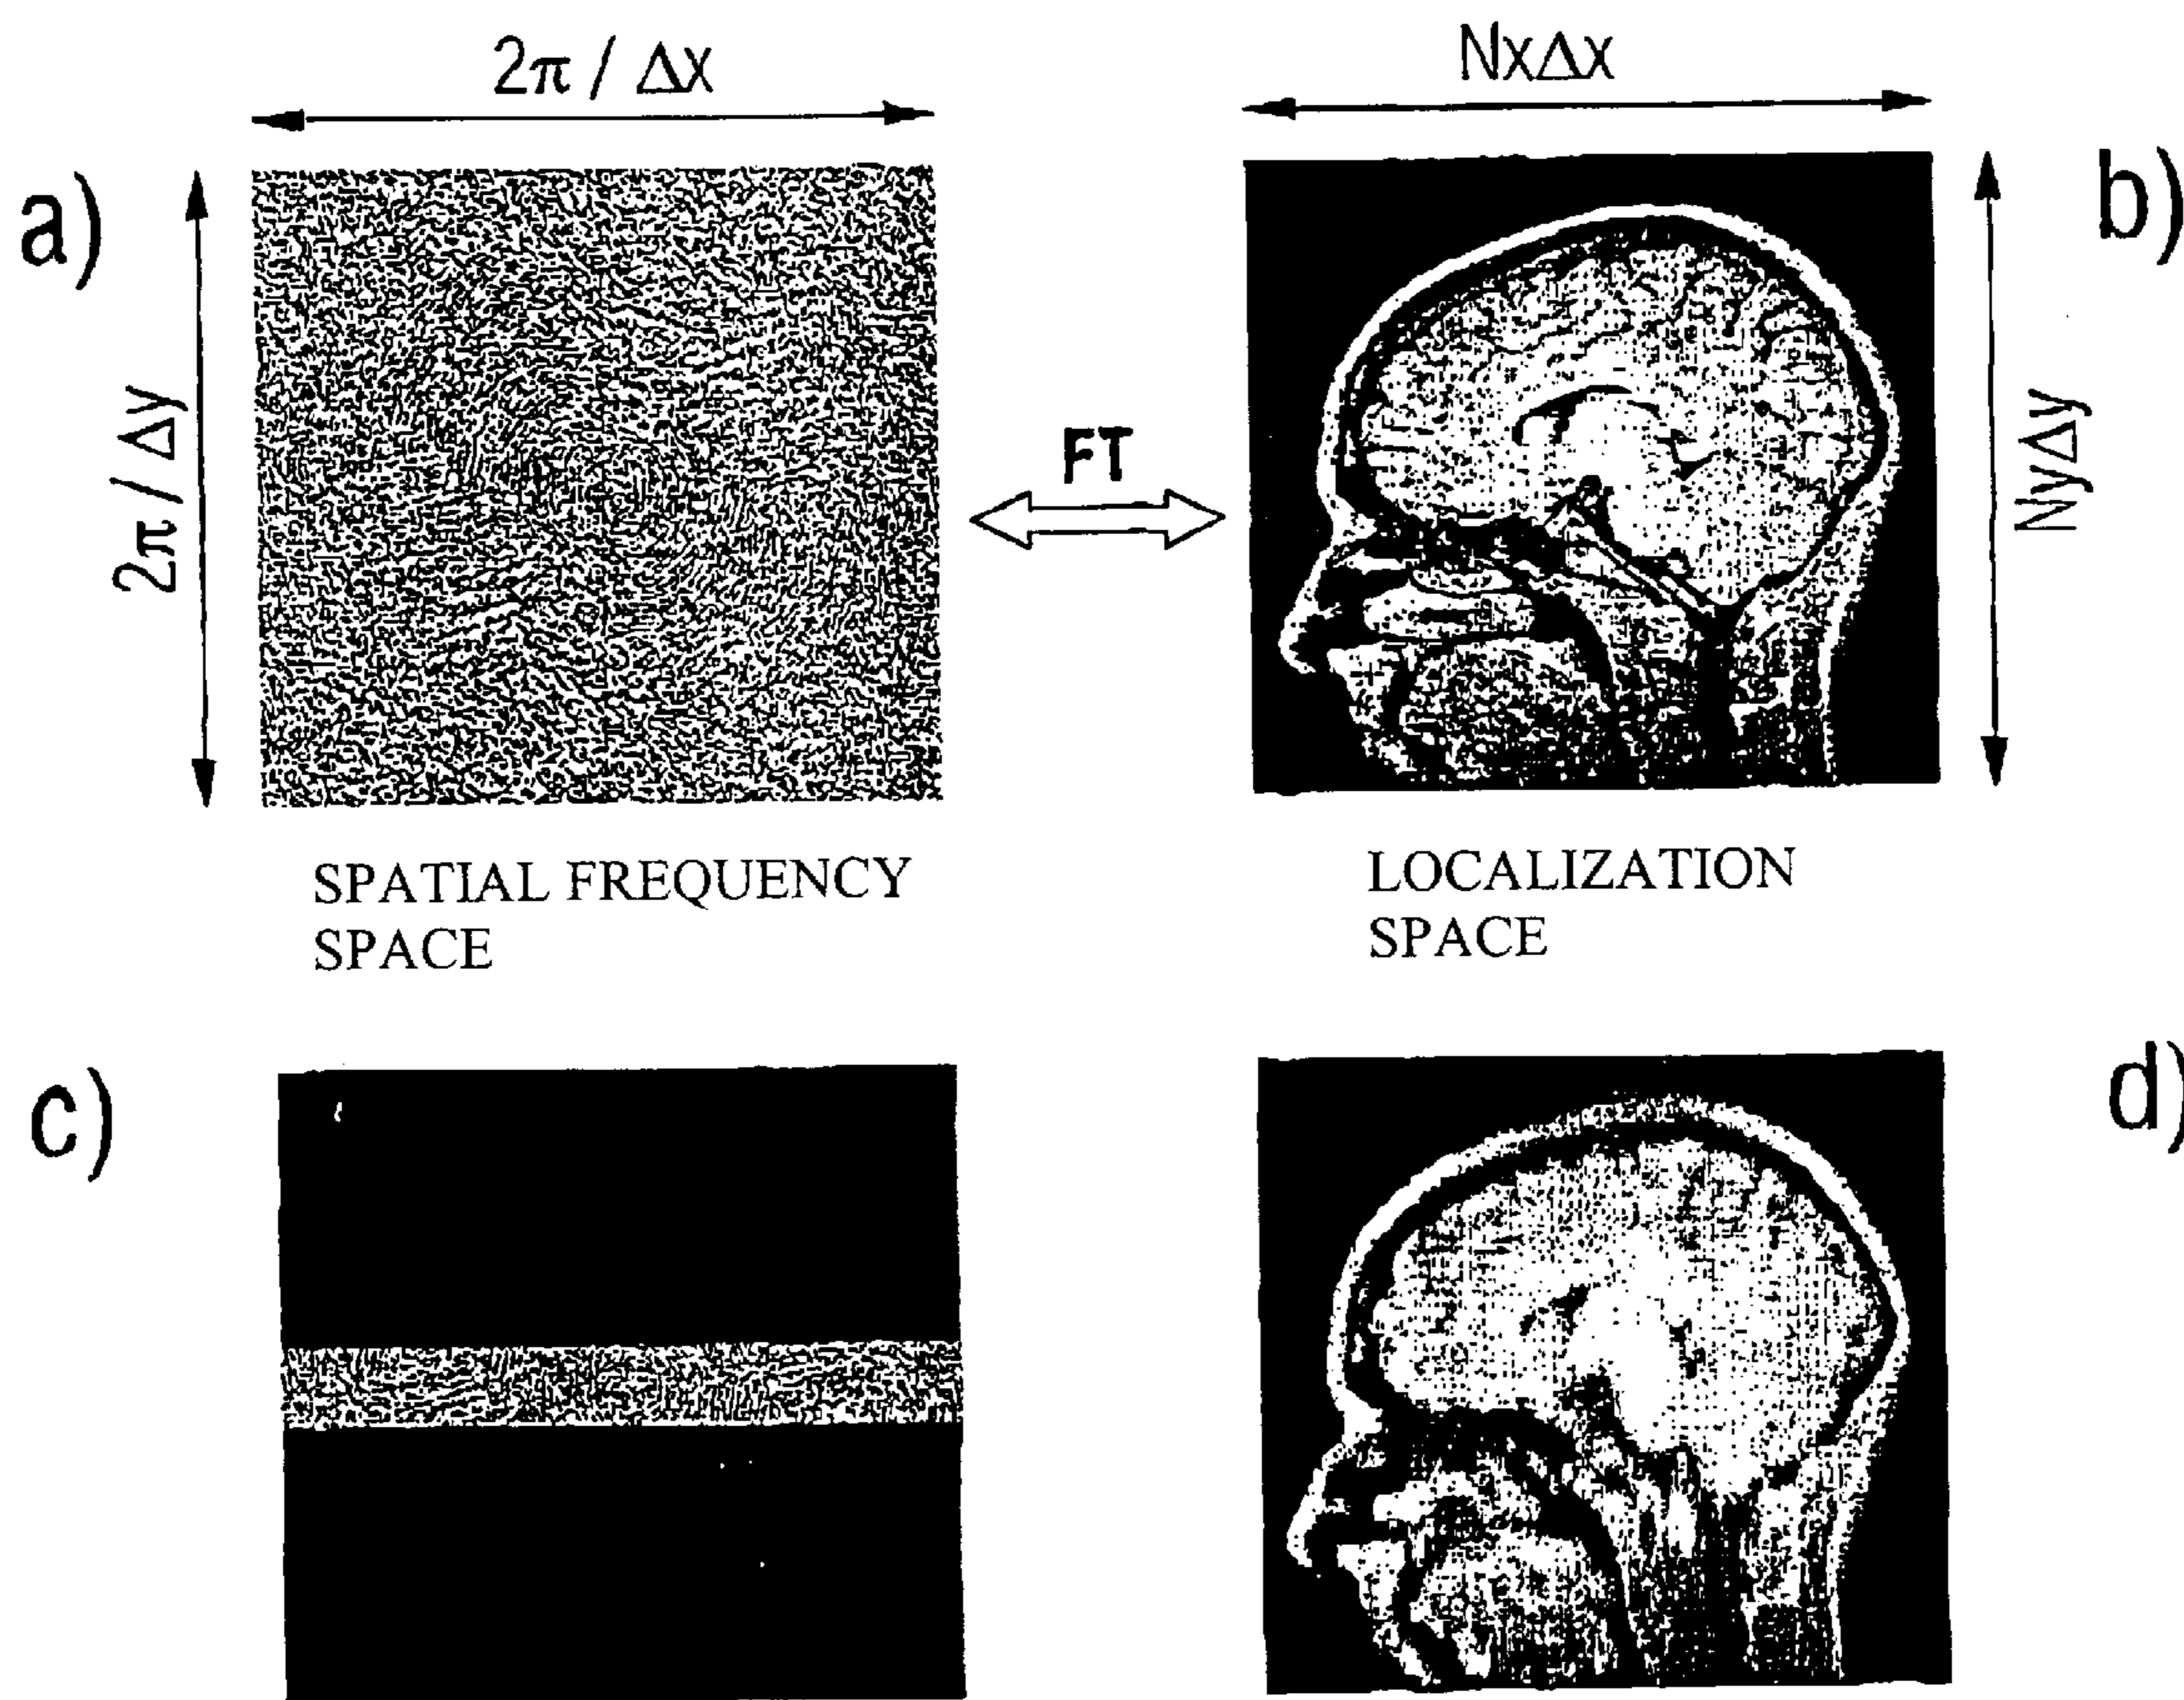 2π / Δx
NxΔx
a)
b)
2π / Δy
FT
NyΔy
SPATIAL FREQUENCY
SPACE
LOCALIZATION
SPACE
c)
d)